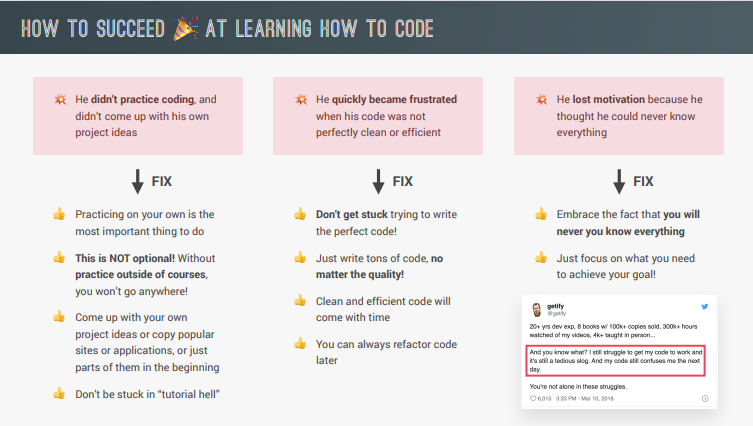 HOW TO SUCCEED 🎉 AT LEARNING HOW TO CODE
💥 He didn't practice coding, and
didn't come up with his own
project ideas
FIX
👍 Practicing on your own is the
most important thing to do
👍 This is NOT optional! Without
practice outside of courses,
you won't go anywhere!
👍 Come up with your own
project ideas or copy popular
sites or applications, or just
parts of them in the beginning
👍 Don't be stuck in “tutorial hell”
💥 He quickly became frustrated
when his code was not
perfectly clean or efficient
FIX
👍 Don't get stuck trying to write
the perfect code!
👍 Just write tons of code, no
matter the quality!
👍 Clean and efficient code will
come with time
👍 You can always refactor code
later
💥 He lost motivation because he
thought he could never know
everything
FIX
👍 Embrace the fact that you will
never you know everything
👍 Just focus on what you need
to achieve your goal!
getify
@getify
20+ yrs dev exp, 8 books w/ 100k+ copies sold, 300k+ hours
watched of my videos, 4k+ taught in person...
And you know what? I still struggle to get my code to work and
it's still a tedious slog. And my code still confuses me the next
day.
You're not alone in these struggles.
6,015 3:33 PM - Mar 10, 2018